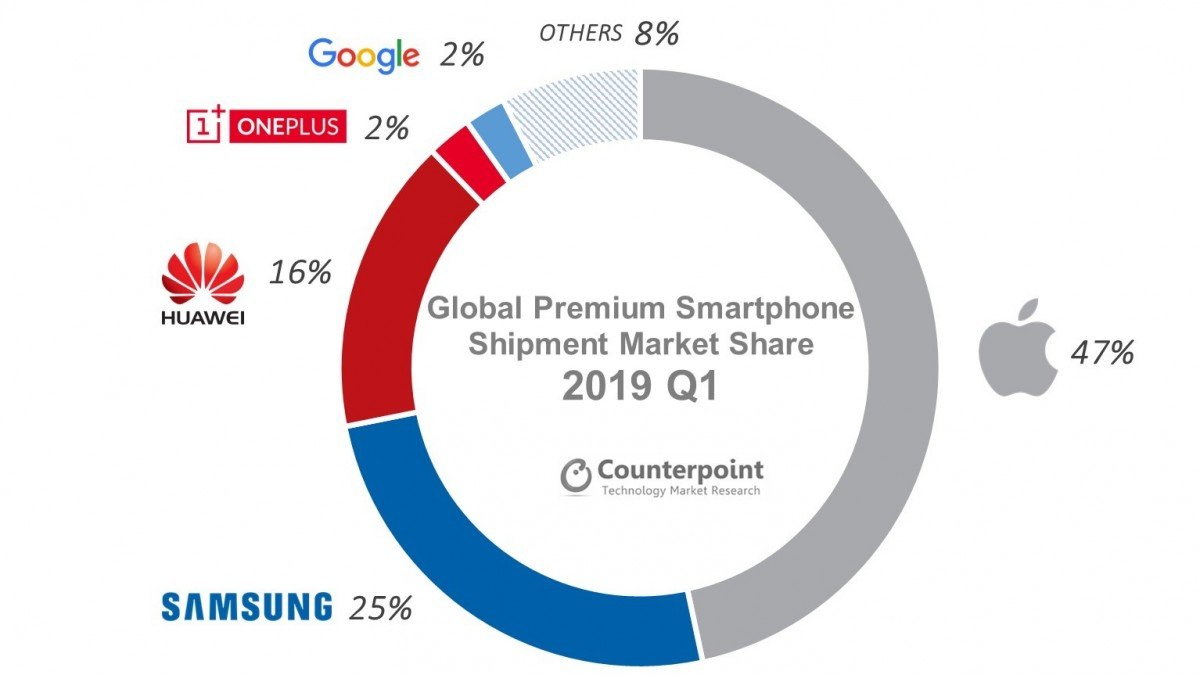 OTHERS 8%
Google 2%
1+ ONEPLUS 2%
HUAWEI 16%
Global Premium Smartphone
Shipment Market Share
2019 Q1
47%
Counterpoint
Technology Market Research
SAMSUNG 25%